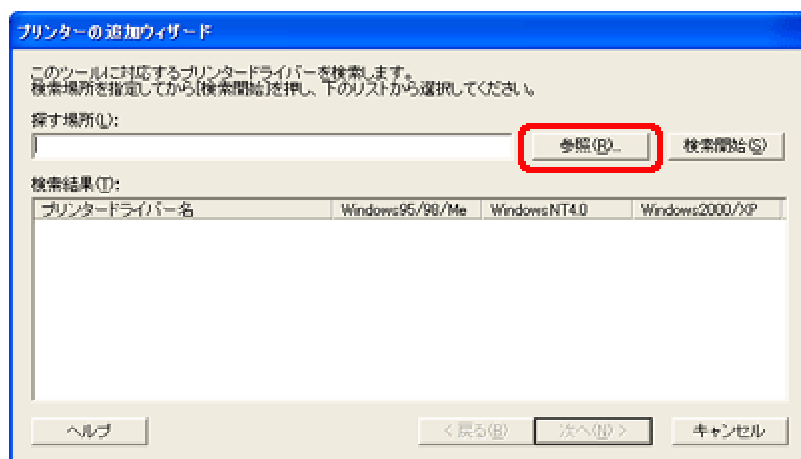 プリンターの追加ウィザード
このツールに対応するプリンタードライバーを検索します。
検索場所を指定してから[検索開始]を押し、下のリストから選択してください。
探す場所(L):
参照(R)... 検索開始(S)
検索結果(T):
プリンタードライバー名 Windows95/98/Me WindowsNT4.0 Windows2000/XP
ヘルプ < 戻る(B) 次へ(N) > キャンセル